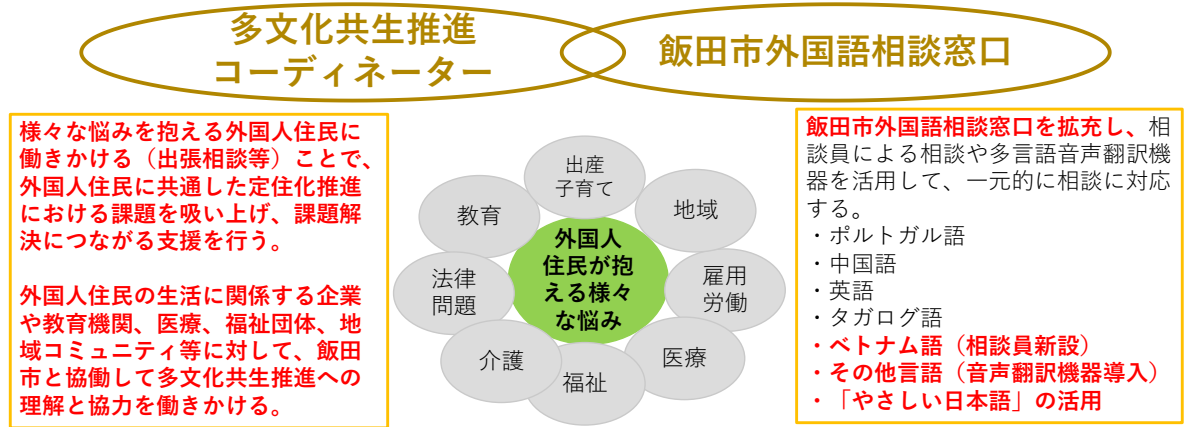 多文化共生推進
コーディネーター
飯田市外国語相談窓口
様々な悩みを抱える外国人住民に
働きかける（出張相談等）ことで、
外国人住民に共通した定住化推進
における課題を吸い上げ、課題解
決につながる支援を行う。
外国人住民の生活に関係する企業
や教育機関、医療、福祉団体、地
域コミュニティ等に対して、飯田
市と協働して多文化共生推進への
理解と協力を働きかける。
出産
子育て
教育
地域
外国人
住民が抱
える様々
な悩み
法律
問題
雇用
労働
介護
医療
福祉
飯田市外国語相談窓口を拡充し、相
談員による相談や多言語音声翻訳機
器を活用して、一元的に相談に対応
する。
・ポルトガル語
・中国語
・英語
・タガログ語
・ベトナム語（相談員新設）
・その他言語（音声翻訳機器導入）
・「やさしい日本語」の活用